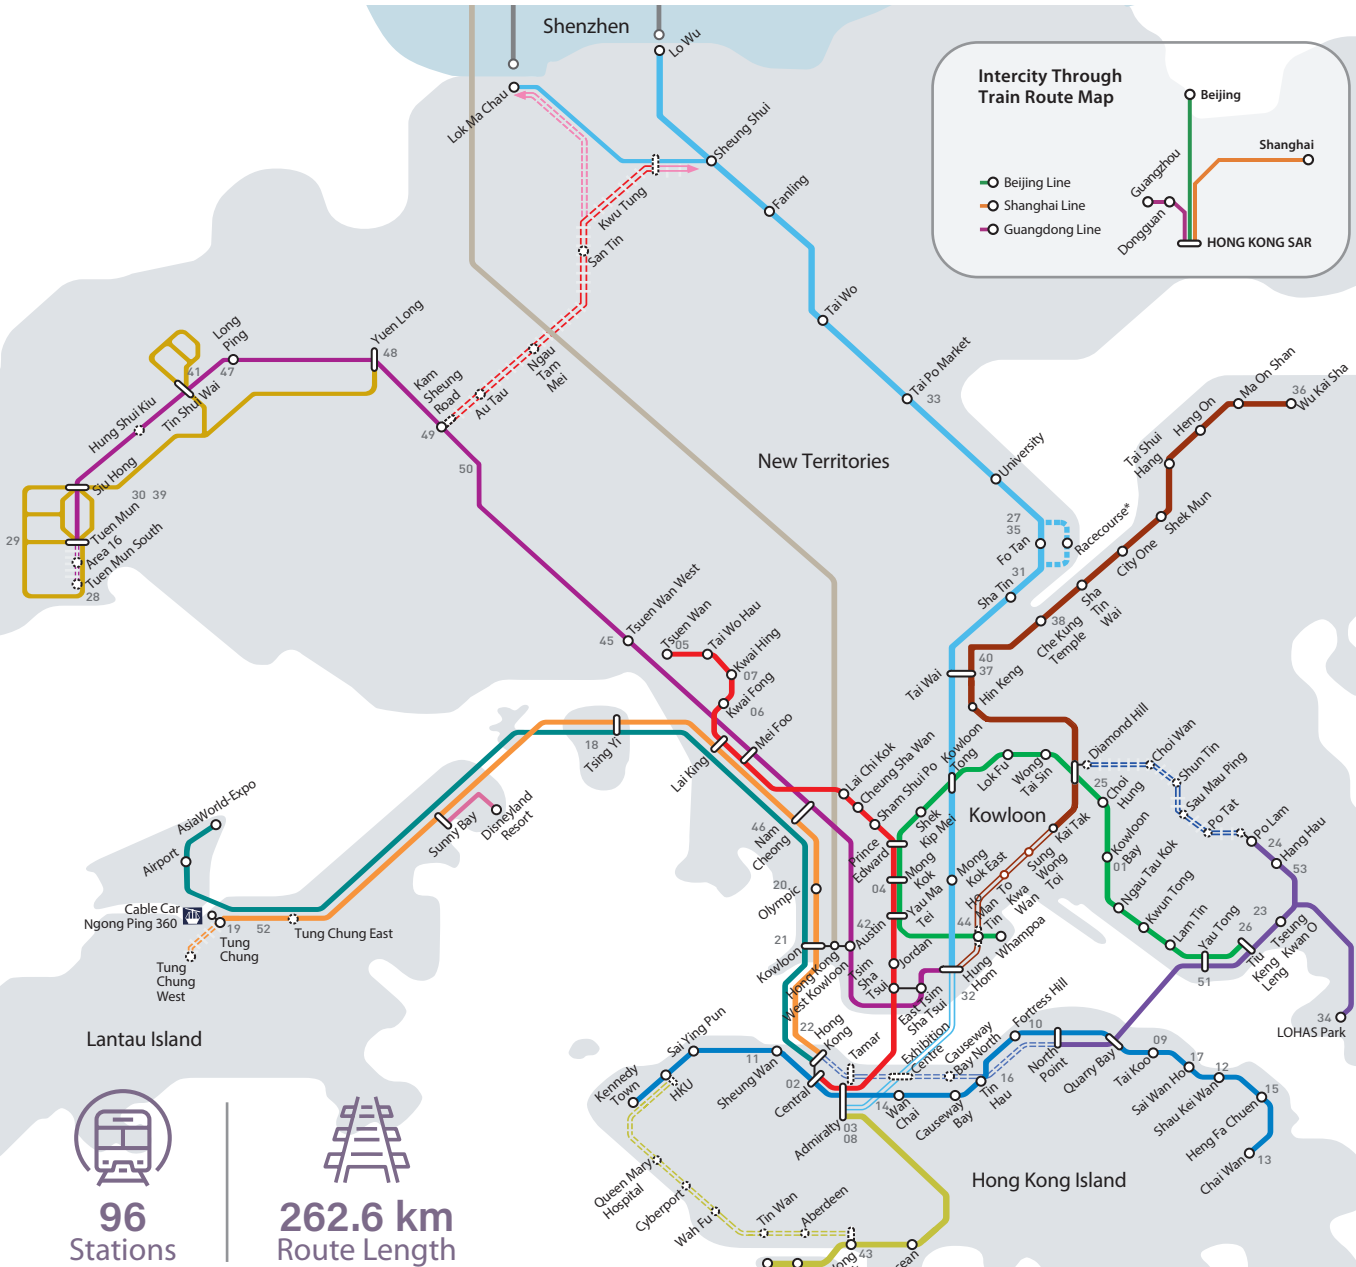 Shenzhen
Lo Wu
Lok Ma Chau
Sheung Shui
Kwu Tung
Fanling
San Tin
Intercity Through
Train Route Map
Beijing
Shanghai
Guangzhou
Dongguan
HONG KONG SAR
Beijing Line
Shanghai Line
Guangdong Line
Tai Wo
Tai Po Market
33
Ngau
Tam
Mei
Au Tau
Kam
Sheung
Road
49
50
Yuen Long
48
Long
Ping
47
41
Tin Shui Wai
Hung Shui Kiu
Siu Hong
30 39
Tuen Mun
Area 16
Tuen Mun South
29
28
New Territories
University
27
35
Fo Tan
31
Racecourse*
Sha Tin
Tai Wai
40
37
Hin Keng
Wu Kai Sha
36
Ma On Shan
Heng On
Tai Shui
Hang
Shek Mun
City One
Sha
Tin
Wai
38
Che Kung
Temple
Tsuen Wan West
45
Tsuen Wan
05
Tai Wo Hau
Kwai Hing
07
Kwai Fong
06
Mei Foo
Lai King
18
Tsing Yi
Lai Chi Kok
Cheung Sha Wan
Sham Shui Po
Shek
Kip Mei
Kowloon
Tong
Lok Fu
Wong
Tai Sin
Diamond Hill
Choi Wan
Shun Tin
Sau Mau Ping
Po Tat
Po Lam
24
Hang Hau
53
25
Choi
Hung
Kowloon
Kowloon
Bay
01
Kai Tak
Sung
Wong
Toi
To
Kwa
Wan
Ngau Tau Kok
Kwun Tong
Lam Tin
Yau Tong
51
26
23
Tiu
Keng
Leng
Tseung
Kwan O
34
LOHAS Park
Prince
Edward
Mong
Kok
04
Mong
Kok East
Yau Ma
Tei
Ho
Man
Tin
44
Whampoa
Jordan
Austin
42
Nam
Cheong
46
20
Olympic
21
Kowloon
Hong Kong
West Kowloon
Tsim
Sha
Tsui
East Tsim
Sha Tsui
Hung
Hom
32
AsiaWorld-Expo
Airport
Cable Car
Ngong Ping 360
19
52
Tung
Chung
Tung Chung East
Tung
Chung
West
Sunny Bay
Disneyland
Resort
Lantau Island
22
Hong
Kong
Tamar
Exhibition
Centre
Causeway
Bay North
Fortress Hill
10
North
Point
Quarry Bay
Tai Koo
09
Sai Wan Ho
17
Shau Kei Wan
12
Heng Fa Chuen
15
Chai Wan
13
Sai Ying Pun
Kennedy
Town
HKU
11
Sheung Wan
02
Central
Admiralty
03
08
14
Wan
Chai
Causeway
Bay
16
Tin
Hau
Hong Kong Island
Queen Mary
Hospital
Cyberport
Wah Fu
Tin Wan
Aberdeen
43
96
Stations
262.6 km
Route Length